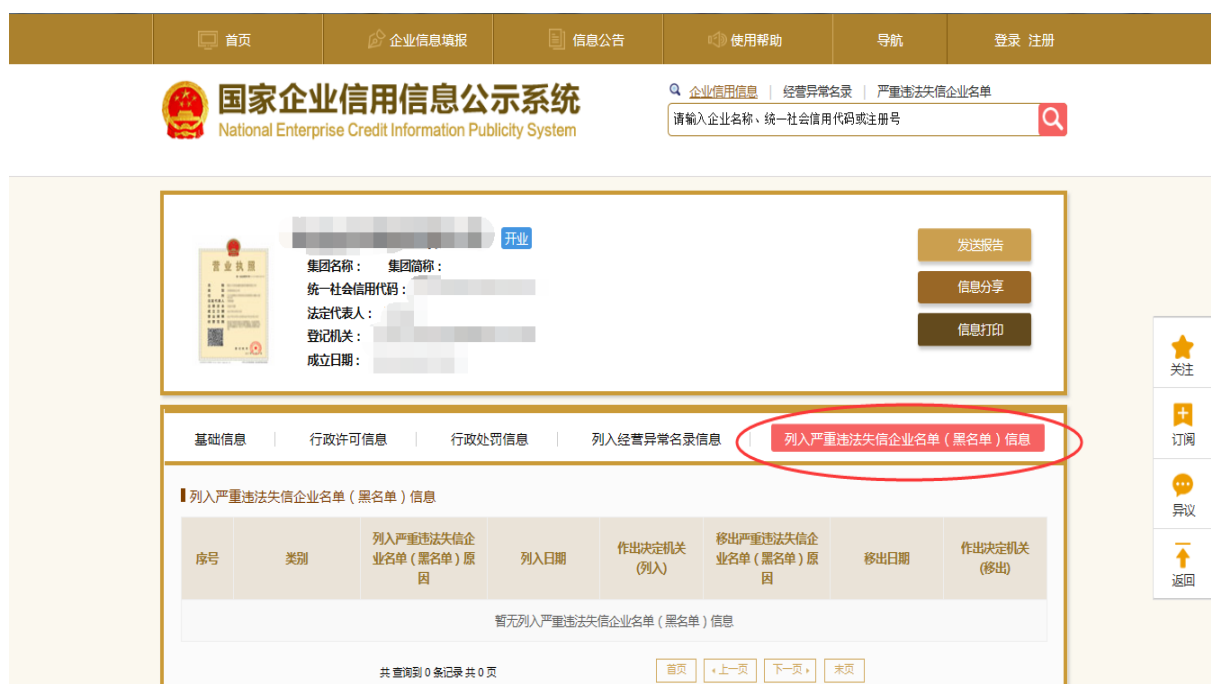 首页
企业信息填报
信息公告
使用帮助
导航
登录 注册
国家企业信用信息公示系统
National Enterprise Credit Information Publicity System
企业信用信息 | 经营异常名录 | 严重违法失信企业名单
请输入企业名称、统一社会信用代码或注册号
营业执照
开业
集团名称： 集团简称：
统一社会信用代码：
法定代表人：
登记机关：
成立日期：
发送报告
信息分享
信息打印
关注
订阅
异议
返回
基础信息 | 行政许可信息 | 行政处罚信息 | 列入经营异常名录信息 | 列入严重违法失信企业名单（黑名单）信息
列入严重违法失信企业名单（黑名单）信息
序号
类别
列入严重违法失信企
业名单（黑名单）原
因
列入日期
作出决定机关
(列入)
移出严重违法失信企
业名单（黑名单）原
因
移出日期
作出决定机关
(移出)
暂无列入严重违法失信企业名单（黑名单）信息
共 查询到 0 条记录 共 0 页
首页
上一页
下一页
末页